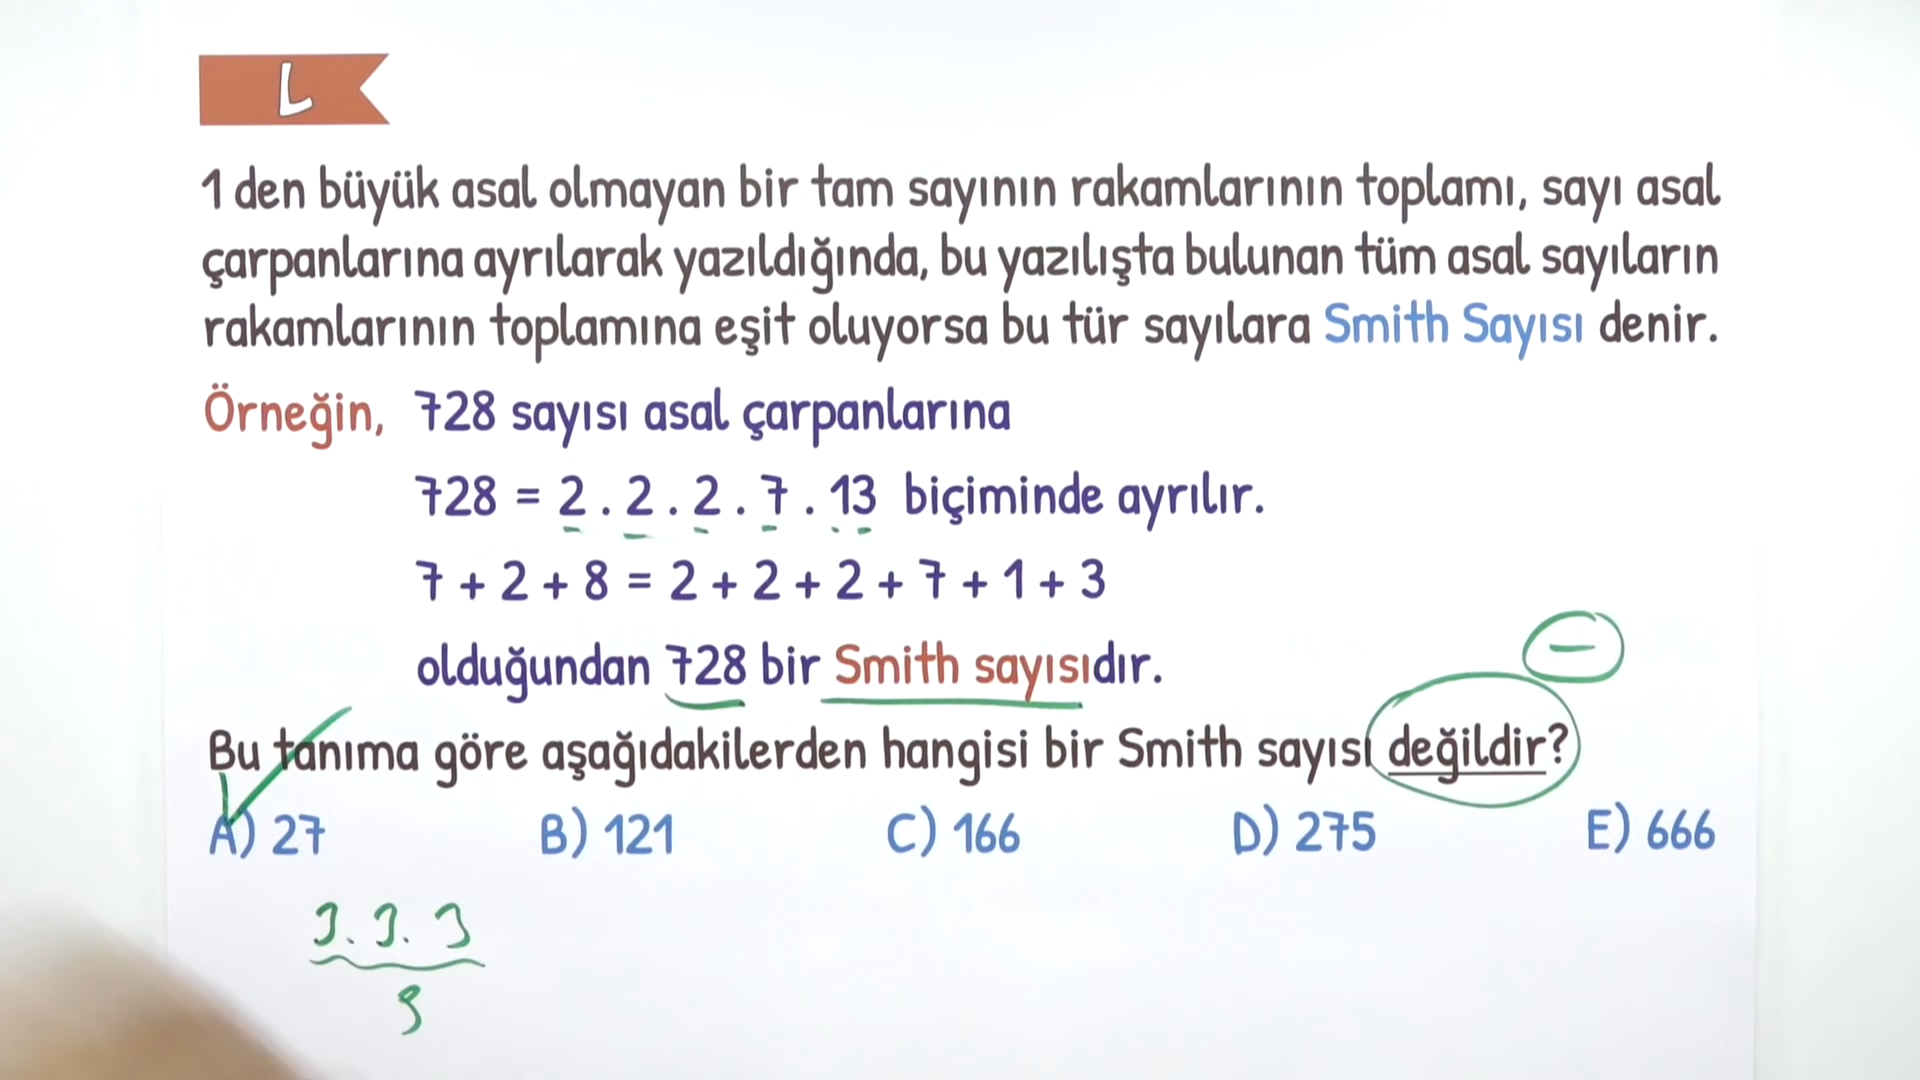 L
1 den büyük asal olmayan bir tam sayının rakamlarının toplamı, sayı asal
çarpanlarına ayrılarak yazıldığında, bu yazılışta bulunan tüm asal sayıların
rakamlarının toplamına eşit oluyorsa bu tür sayılara Smith Sayısı denir.
Örneğin, 728 sayısı asal çarpanlarına
728 = 2 . 2 . 2 . 7 . 13 biçiminde ayrılır.
7 + 2 + 8 = 2 + 2 + 2 + 7 + 1 + 3
olduğundan 728 bir Smith sayısıdır.
Bu tanıma göre aşağıdakilerden hangisi bir Smith sayısı değildir?
A) 27 B) 121 C) 166 D) 275 E) 666
3. 3. 3
9